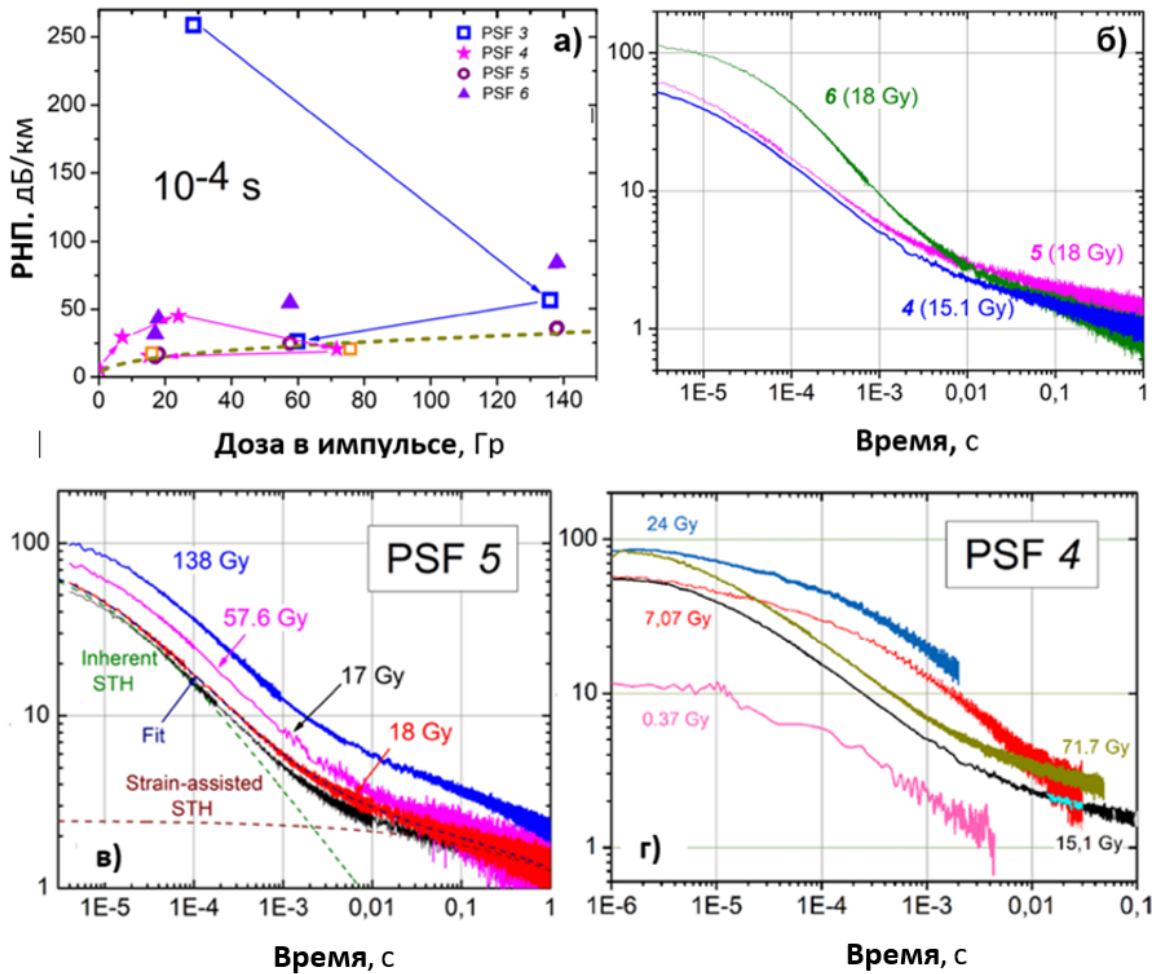 а)
PSF 3
PSF 4
PSF 5
PSF 6
10-4 s
250
200
150
100
50
0
РНП. дБ/км
0 20 40 60 80 100 120 140
Доза в импульсе, Гр
б)
6 (18 Gy)
5 (18 Gy)
4 (15.1 Gy)
100
10
1
1E-5 1E-4 1E-3 0,01 0,1 1
Время, с
PSF 5
138 Gy
57.6 Gy
17 Gy
18 Gy
Inherent
STH
Fit
Strain-assisted
STH
в)
100
10
1
1E-5 1E-4 1E-3 0,01 0,1 1
Время, с
PSF 4
24 Gy
7,07 Gy
0.37 Gy
71.7 Gy
15,1 Gy
г)
100
10
1
1E-6 1E-5 1E-4 1E-3 0,01 0,1
Время, с